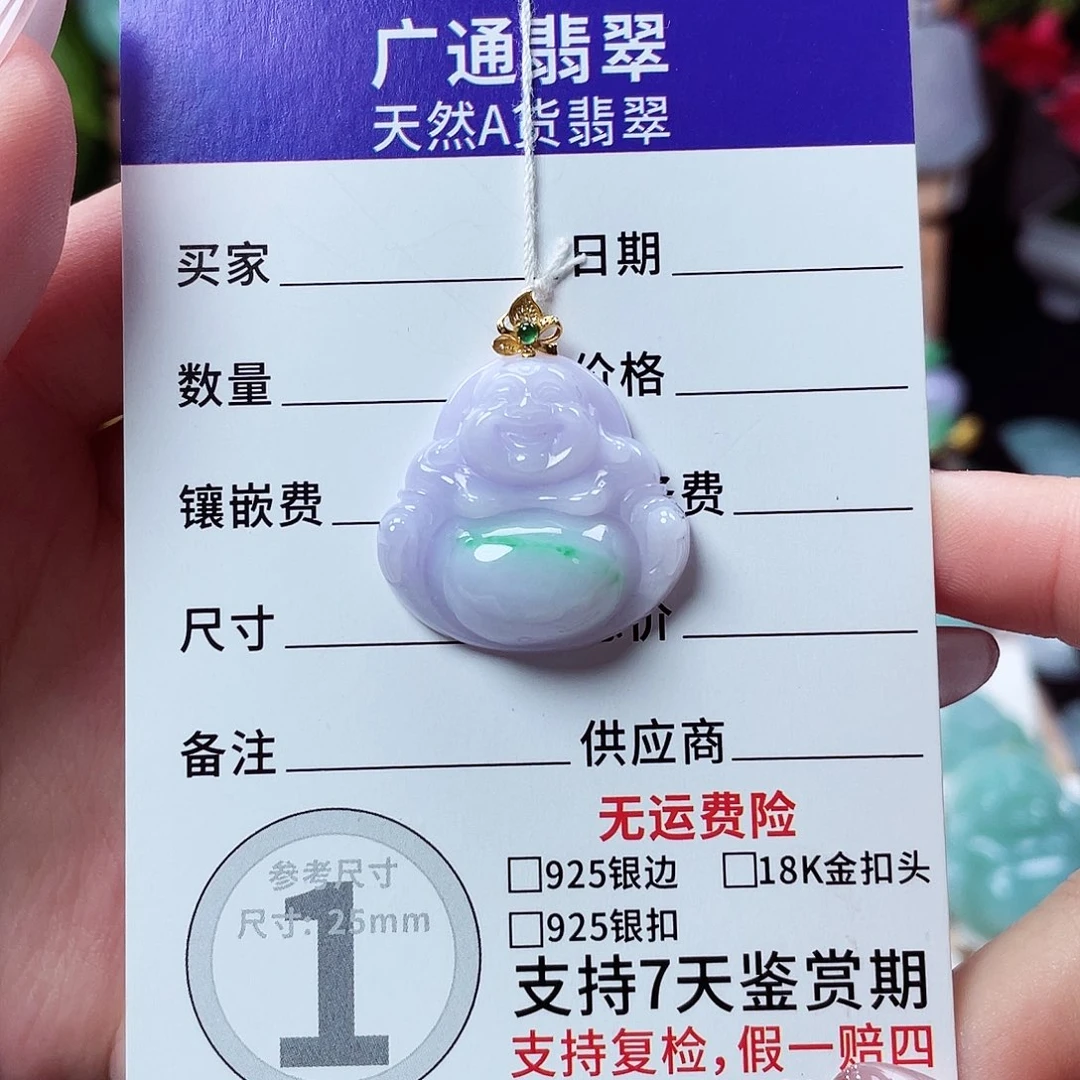 广通翡翠
天然A货翡翠
买家 日期
数量 价格
镶嵌费 费
尺寸 价
备注 供应商
无运费险
参考尺寸
尺寸: 25mm
1
□925银边 □18K金扣头
□925银扣
支持7天鉴赏期
支持复检,假一赔四